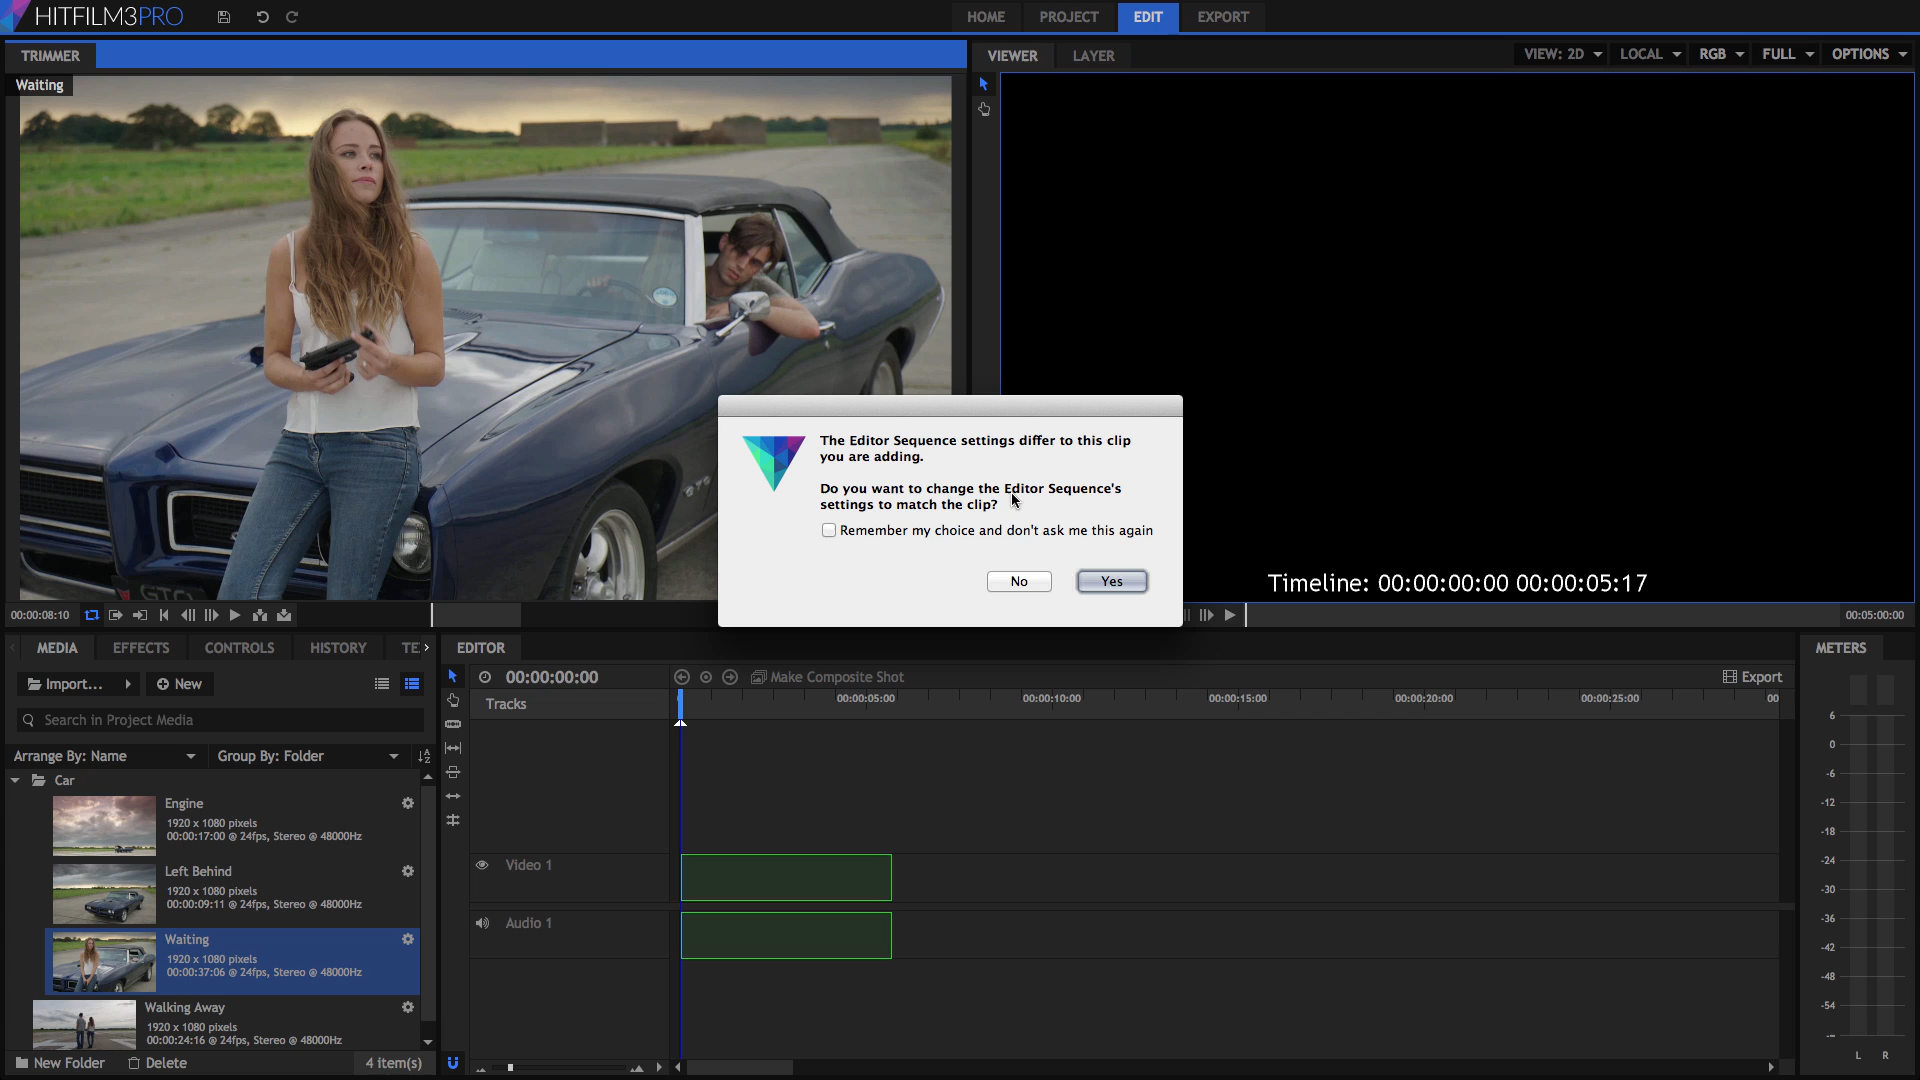 HITFILM3PRO
HOME
PROJECT
EDIT
EXPORT
TRIMMER
VIEWER
LAYER
VIEW: 2D
LOCAL
RGB
FULL
OPTIONS
Waiting
The Editor Sequence settings differ to this clip
you are adding.
Do you want to change the Editor Sequence's
settings to match the clip?
Remember my choice and don't ask me this again
No
Yes
Timeline: 00:00:00:00 00:00:05:17
00:00:08:10
00:05:00:00
MEDIA
EFFECTS
CONTROLS
HISTORY
TE
EDITOR
METERS
Import...
New
00:00:00:00
Make Composite Shot
Export
Tracks
00:00:05:00
00:00:10:00
00:00:15:00
00:00:20:00
00:00:25:00
00
Search in Project Media
Arrange By: Name
Group By: Folder
Car
Engine
1920 x 1080 pixels
00:00:17:00 @ 24fps, Stereo @ 48000Hz
Left Behind
1920 x 1080 pixels
00:00:09:11 @ 24fps, Stereo @ 48000Hz
Waiting
1920 x 1080 pixels
00:00:37:06 @ 24fps, Stereo @ 48000Hz
Walking Away
1920 x 1080 pixels
00:00:24:16 @ 24fps, Stereo @ 48000Hz
Video 1
Audio 1
6
0
-6
-12
-18
-24
-30
-36
-42
-48
-54
L
R
New Folder
Delete
4 item(s)